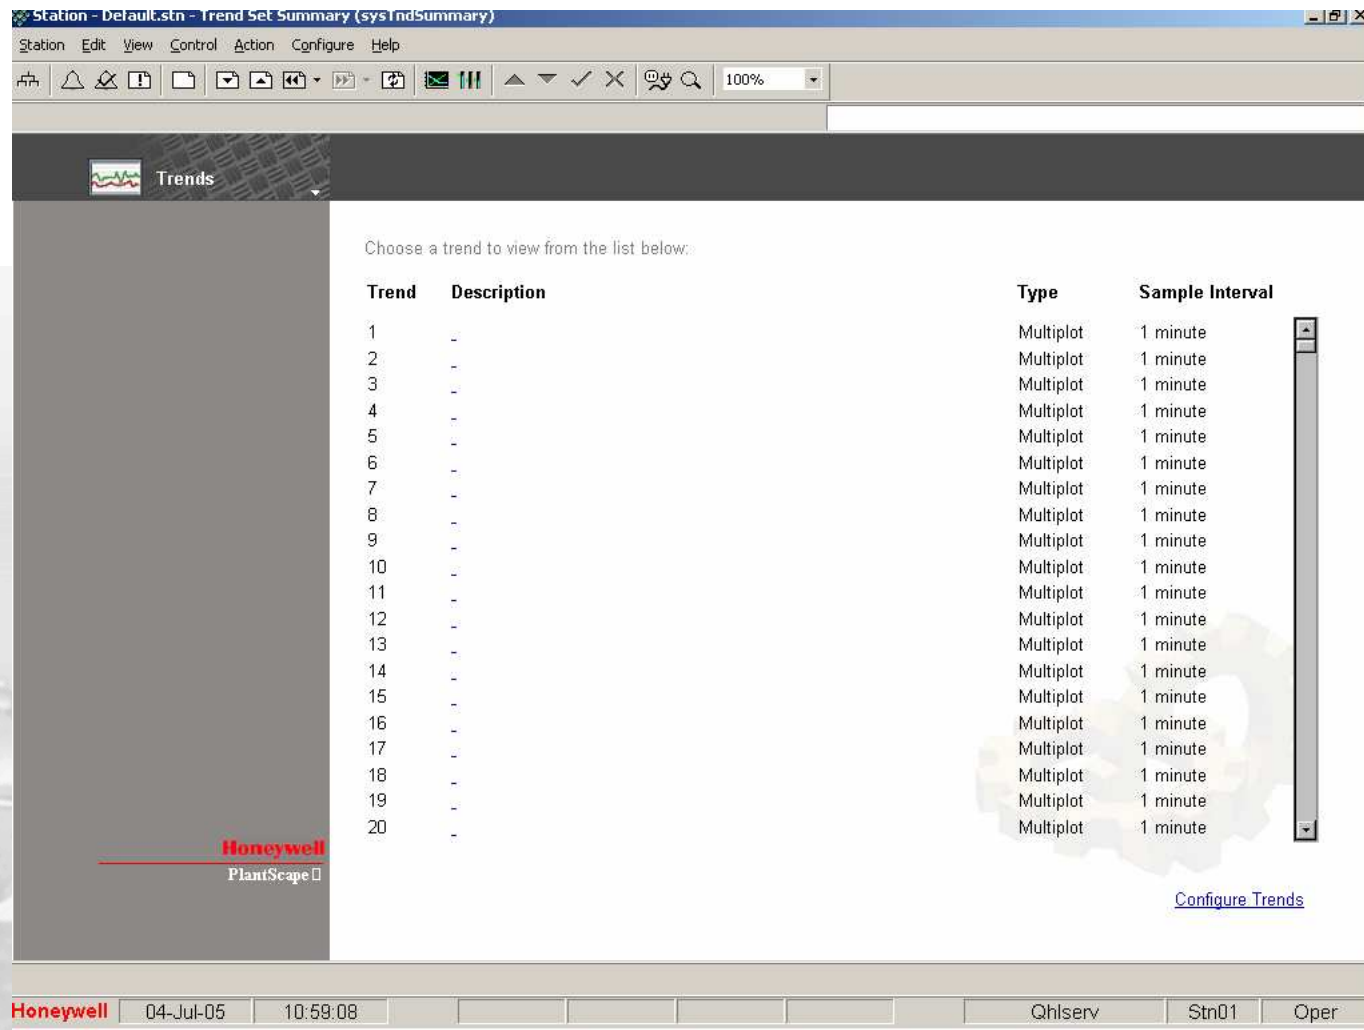 Station - Default.stn - Trend Set Summary (sysTndSummary)
Station Edit View Control Action Configure Help
100%
Trends
Choose a trend to view from the list below:
Trend Description Type Sample Interval
1 - Multiplot 1 minute
2 - Multiplot 1 minute
3 - Multiplot 1 minute
4 - Multiplot 1 minute
5 - Multiplot 1 minute
6 - Multiplot 1 minute
7 - Multiplot 1 minute
8 - Multiplot 1 minute
9 - Multiplot 1 minute
10 - Multiplot 1 minute
11 - Multiplot 1 minute
12 - Multiplot 1 minute
13 - Multiplot 1 minute
14 - Multiplot 1 minute
15 - Multiplot 1 minute
16 - Multiplot 1 minute
17 - Multiplot 1 minute
18 - Multiplot 1 minute
19 - Multiplot 1 minute
20 - Multiplot 1 minute
Honeywell
PlantScape
Configure Trends
Honeywell 04-Jul-05 10:59:08 Qhlserv Stn01 Oper